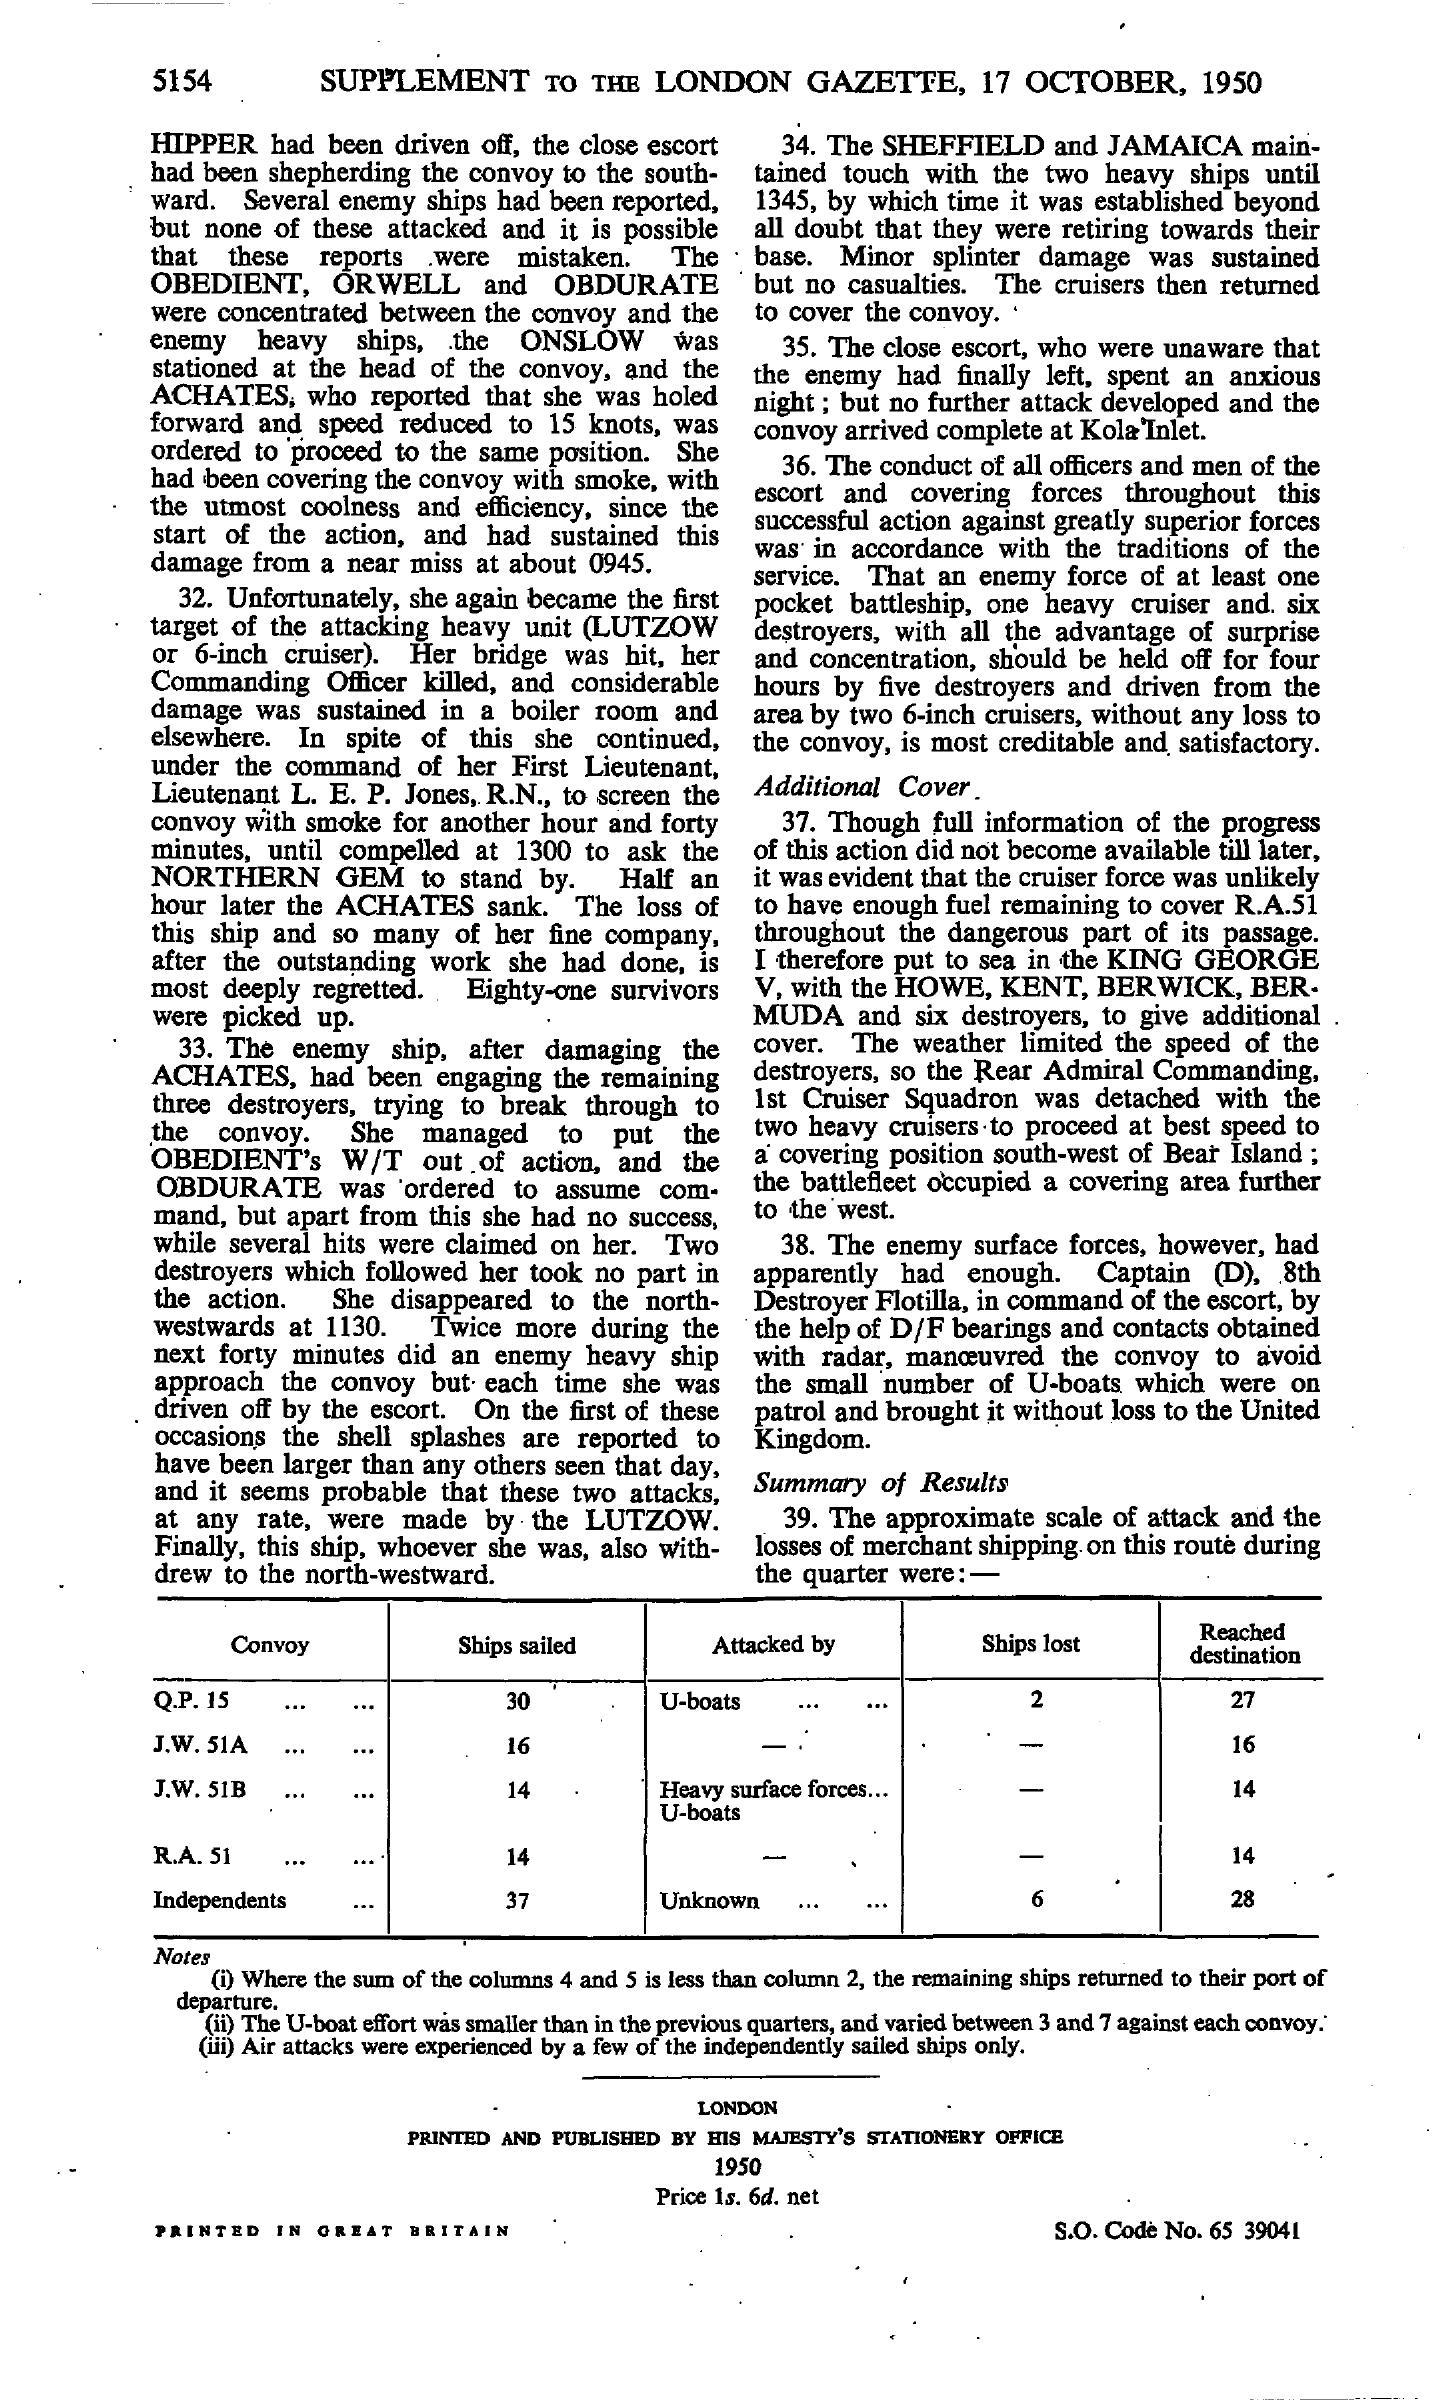 5154 SUPPLEMENT TO THE LONDON GAZETTE, 17 OCTOBER, 1950
HIPPER had been driven off, the close escort
had been shepherding the convoy to the south-
ward. Several enemy ships had been reported,
but none of these attacked and it is possible
that these reports were mistaken. The
OBEDIENT, ORWELL and OBDURATE
were concentrated between the convoy and the
enemy heavy ships, the ONSLOW was
stationed at the head of the convoy, and the
ACHATES, who reported that she was holed
forward and speed reduced to 15 knots, was
ordered to proceed to the same position. She
had been covering the convoy with smoke, with
the utmost coolness and efficiency, since the
start of the action, and had sustained this
damage from a near miss at about 0945.
32. Unfortunately, she again became the first
target of the attacking heavy unit (LUTZOW
or 6-inch cruiser). Her bridge was hit, her
Commanding Officer killed, and considerable
damage was sustained in a boiler room and
elsewhere. In spite of this she continued,
under the command of her First Lieutenant,
Lieutenant L. E. P. Jones, R.N., to screen the
convoy with smoke for another hour and forty
minutes, until compelled at 1300 to ask the
NORTHERN GEM to stand by. Half an
hour later the ACHATES sank. The loss of
this ship and so many of her fine company,
after the outstanding work she had done, is
most deeply regretted. Eighty-one survivors
were picked up.
33. The enemy ship, after damaging the
ACHATES, had been engaging the remaining
three destroyers, trying to break through to
the convoy. She managed to put the
OBEDIENT's W/T out of action, and the
OBDURATE was ordered to assume com-
mand, but apart from this she had no success,
while several hits were claimed on her. Two
destroyers which followed her took no part in
the action. She disappeared to the north-
westwards at 1130. Twice more during the
next forty minutes did an enemy heavy ship
approach the convoy but each time she was
driven off by the escort. On the first of these
occasions the shell splashes are reported to
have been larger than any others seen that day,
and it seems probable that these two attacks,
at any rate, were made by the LUTZOW.
Finally, this ship, whoever she was, also with-
drew to the north-westward.
34. The SHEFFIELD and JAMAICA main-
tained touch with the two heavy ships until
1345, by which time it was established beyond
all doubt that they were retiring towards their
base. Minor splinter damage was sustained
but no casualties. The cruisers then returned
to cover the convoy.
35. The close escort, who were unaware that
the enemy had finally left, spent an anxious
night ; but no further attack developed and the
convoy arrived complete at Kola Inlet.
36. The conduct of all officers and men of the
escort and covering forces throughout this
successful action against greatly superior forces
was in accordance with the traditions of the
service. That an enemy force of at least one
pocket battleship, one heavy cruiser and six
destroyers, with all the advantage of surprise
and concentration, should be held off for four
hours by five destroyers and driven from the
area by two 6-inch cruisers, without any loss to
the convoy, is most creditable and satisfactory.
Additional Cover
37. Though full information of the progress
of this action did not become available till later,
it was evident that the cruiser force was unlikely
to have enough fuel remaining to cover R.A.51
throughout the dangerous part of its passage.
I therefore put to sea in the KING GEORGE
V, with the HOWE, KENT, BERWICK, BER-
MUDA and six destroyers, to give additional
cover. The weather limited the speed of the
destroyers, so the Rear Admiral Commanding,
1st Cruiser Squadron was detached with the
two heavy cruisers to proceed at best speed to
a covering position south-west of Bear Island ;
the battlefleet occupied a covering area further
to the west.
38. The enemy surface forces, however, had
apparently had enough. Captain (D), 8th
Destroyer Flotilla, in command of the escort, by
the help of D/F bearings and contacts obtained
with radar, manœuvred the convoy to avoid
the small number of U-boats which were on
patrol and brought it without loss to the United
Kingdom.
Summary of Results
39. The approximate scale of attack and the
losses of merchant shipping on this route during
the quarter were:—
Convoy Ships sailed Attacked by Ships lost Reached destination
Q.P. 15 ... ... 30 U-boats ... ... 2 27
J.W. 51A ... ... 16 — — 16
J.W. 51B ... ... 14 Heavy surface forces... — 14
U-boats
R.A. 51 ... ... 14 — — 14
Independents ... 37 Unknown ... ... 6 28
Notes
(i) Where the sum of the columns 4 and 5 is less than column 2, the remaining ships returned to their port of
departure.
(ii) The U-boat effort was smaller than in the previous quarters, and varied between 3 and 7 against each convoy.
(iii) Air attacks were experienced by a few of the independently sailed ships only.
LONDON
PRINTED AND PUBLISHED BY HIS MAJESTY'S STATIONERY OFFICE
1950
Price 1s. 6d. net
PRINTED IN GREAT BRITAIN S.O. Code No. 65 39041